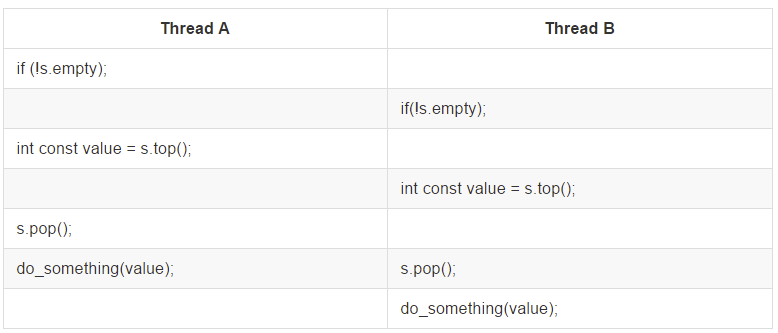 Thread A Thread B
if (!s.empty);
if(!s.empty);
int const value = s.top();
int const value = s.top();
s.pop();
do_something(value); s.pop();
do_something(value);